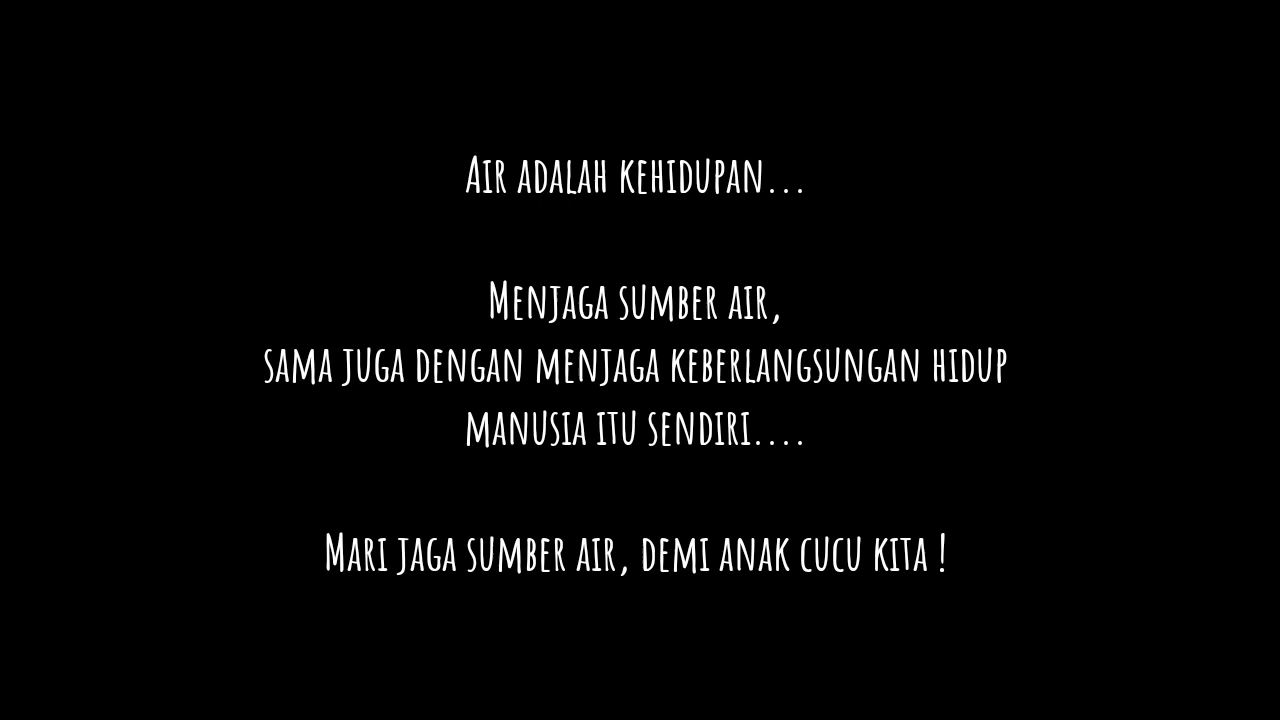 Air adalah kehidupan...
Menjaga sumber air,
sama juga dengan menjaga keberlangsungan hidup
manusia itu sendiri....
Mari jaga sumber air, demi anak cucu kita !